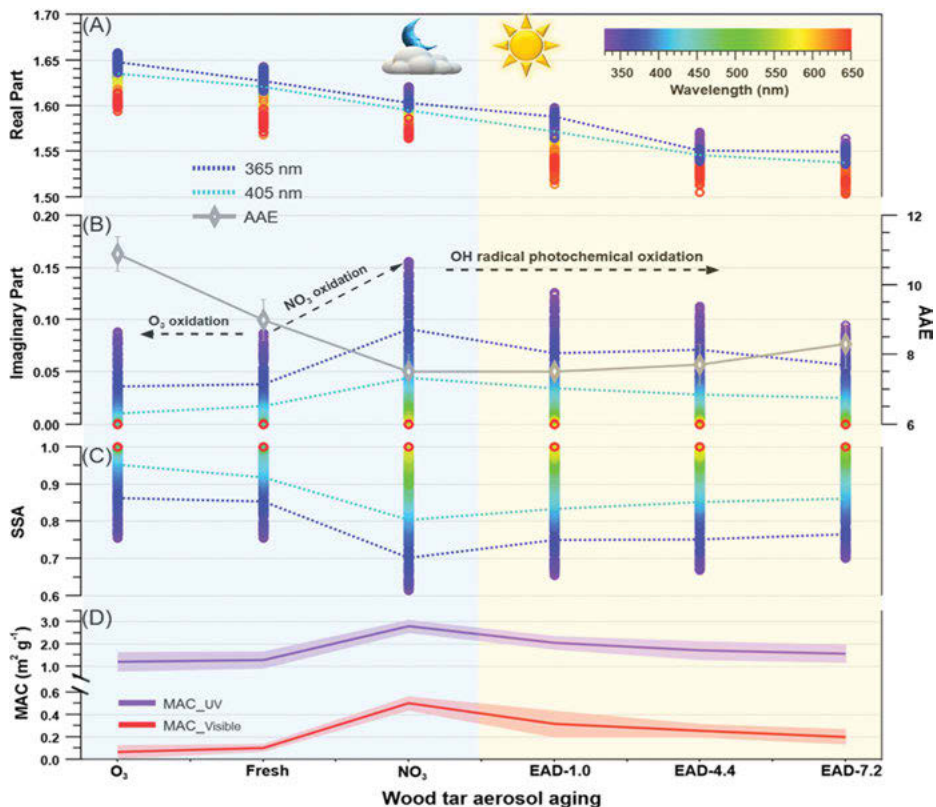 (A)
1.70
1.65
1.60
1.55
1.50
Real Part
350 400 450 500 550 600 650
Wavelength (nm)
365 nm
405 nm
AAE
(B)
0.20
0.15
0.10
0.05
0.00
Imaginary Part
O₃ oxidation
NO₃ oxidation
OH radical photochemical oxidation
12
10
8
6
AAE
(C)
1.0
0.9
0.8
0.7
0.6
SSA
(D)
3.0
2.0
1.0
0.6
0.4
0.2
0.0
MAC (m² g⁻¹)
MAC_UV
MAC_Visible
O₃ Fresh NO₃ EAD-1.0 EAD-4.4 EAD-7.2
Wood tar aerosol aging